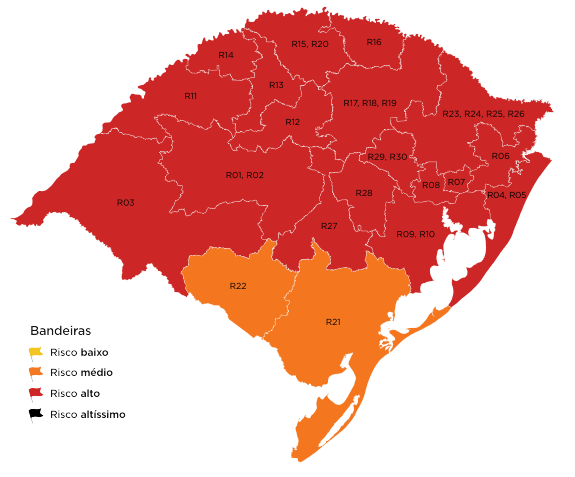 R16
R15, R20
R14
R13
R11
R17, R18, R19
R23, R24, R25, R26
R12
R29, R30
R06
R01, R02
R08
R07
R28
R04, R05
R03
R27
R09, R10
R22
R21
Bandeiras
Risco baixo
Risco médio
Risco alto
Risco altíssimo